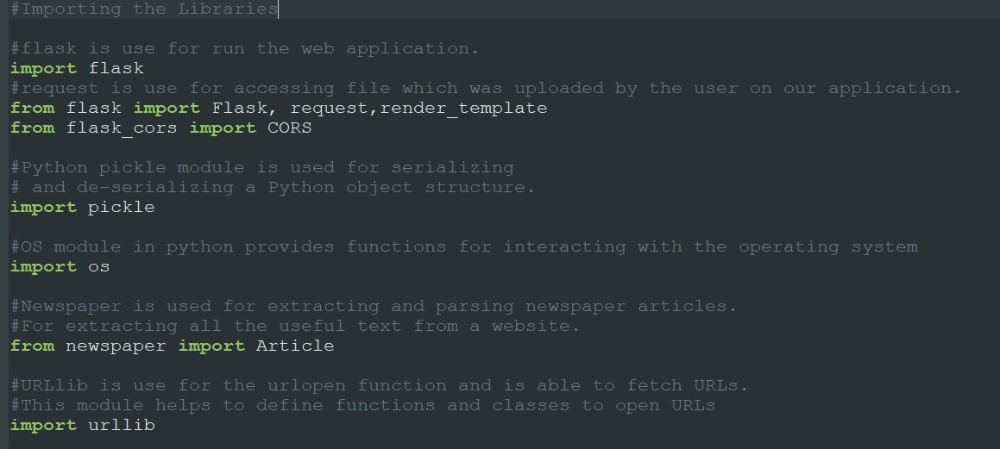 #Importing the Libraries
#flask is use for run the web application.
import flask
#request is use for accessing file which was uploaded by the user on our application.
from flask import Flask, request,render_template
from flask_cors import CORS
#Python pickle module is used for serializing
# and de-serializing a Python object structure.
import pickle
#OS module in python provides functions for interacting with the operating system
import os
#Newspaper is used for extracting and parsing newspaper articles.
#For extracting all the useful text from a website.
from newspaper import Article
#URLlib is use for the urlopen function and is able to fetch URLs.
#This module helps to define functions and classes to open URLs
import urllib